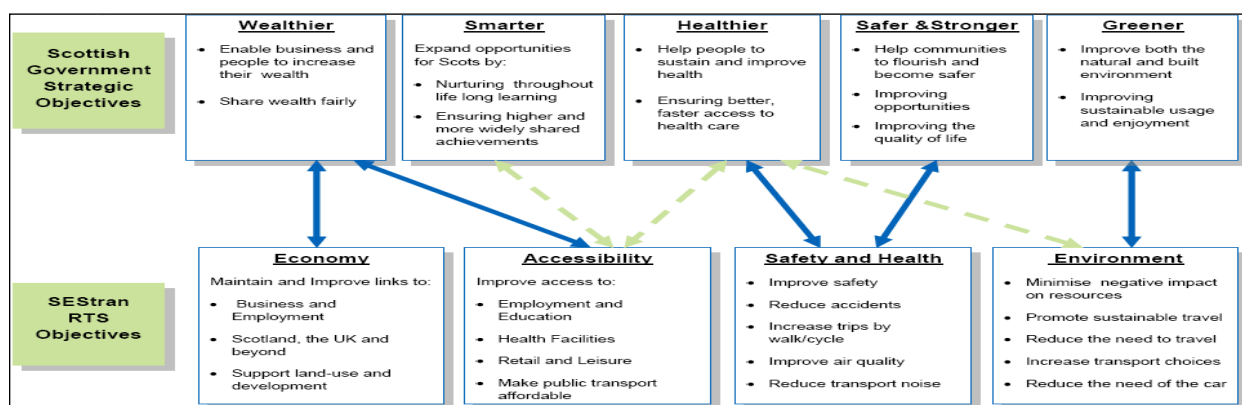 Scottish
Government
Strategic
Objectives
Wealthier
• Enable business and
people to increase
their wealth
• Share wealth fairly
Smarter
Expand opportunities
for Scots by:
• Nurturing throughout
life long learning
• Ensuring higher and
more widely shared
achievements
Healthier
• Help people to
sustain and improve
health
• Ensuring better,
faster access to
health care
Safer &Stronger
• Help communities
to flourish and
become safer
• Improving
opportunities
• Improving the
quality of life
Greener
• Improve both the
natural and built
environment
• Improving
sustainable usage
and enjoyment
SEStran
RTS
Objectives
Economy
Maintain and Improve links to:
• Business and
Employment
• Scotland, the UK and
beyond
• Support land-use and
development
Accessibility
Improve access to:
• Employment and
Education
• Health Facilities
• Retail and Leisure
• Make public transport
affordable
Safety and Health
• Improve safety
• Reduce accidents
• Increase trips by
walk/cycle
• Improve air quality
• Reduce transport noise
Environment
• Minimise negative impact
on resources
• Promote sustainable travel
• Reduce the need to travel
• Increase transport choices
• Reduce the need of the car